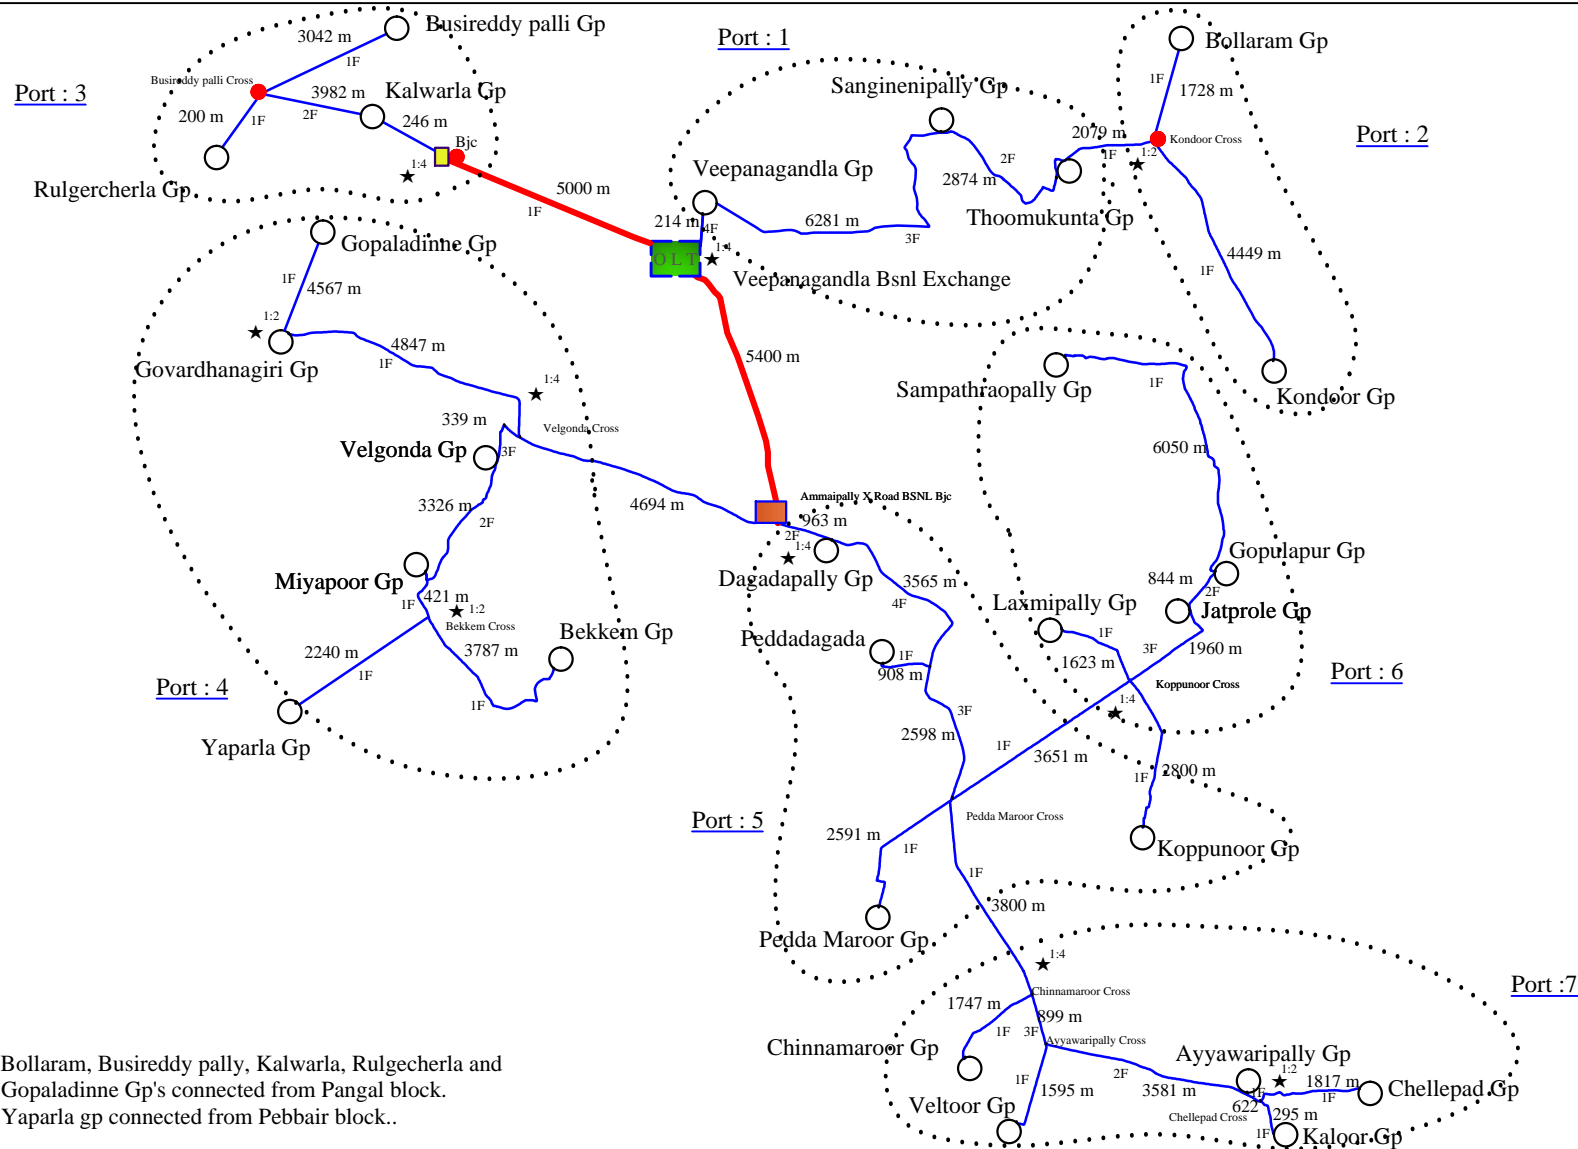 Port : 1
Port : 2
Port : 3
Busireddy palli Gp
3042 m
1F
Busireddy palli Cross
3982 m
2F
Kalwarla Gp
200 m
1F
246 m
Bjc
1:4
Rulgercherla Gp
5000 m
1F
Bollaram Gp
1F
1728 m
Kondoor Cross
1:2
2079 m
1F
4449 m
1F
Kondoor Gp
Sanginenipally Gp
2F
2874 m
Thoomukunta Gp
Veepanagandla Gp
6281 m
3F
214 m
4F
1:4
O L T
Veepanagandla Bsnl Exchange
5400 m
Gopaladinne Gp
1F
4567 m
1:2
Govardhanagiri Gp
4847 m
1F
1:4
339 m
Velgonda Cross
Velgonda Gp
3F
4694 m
3326 m
2F
Miyapoor Gp
1F
421 m
1:2
Bekkem Cross
Bekkem Gp
3787 m
1F
2240 m
1F
Port : 4
Yaparla Gp
Ammaipally X Road BSNL Bjc
963 m
2F
1:4
Dagadapally Gp
3565 m
4F
Peddadagada
1F
908 m
3F
2598 m
Sampathraopally Gp
1F
6050 m
Gopulapur Gp
844 m
2F
Jatprole Gp
Laxmipally Gp
1F
1623 m
3F
1960 m
Koppunoor Cross
1:4
Port : 6
1F
3651 m
1F
2800 m
Koppunoor Gp
Port : 5
2591 m
1F
Pedda Maroor Cross
Pedda Maroor Gp
1F
3800 m
1:4
Port :7
Chinnamaroor Cross
1747 m
1F
899 m
3F
Chinnamaroor Gp
Ayyawaripally Cross
1F
1595 m
Veltoor Gp
2F
3581 m
Ayyawaripally Gp
1:2
1817 m
1F
Chellepad Gp
1F
622
Chellepad Cross
295 m
1F
Kaloor Gp
Bollaram, Busireddy pally, Kalwarla, Rulgecherla and
Gopaladinne Gp's connected from Pangal block.
Yaparla gp connected from Pebbair block..